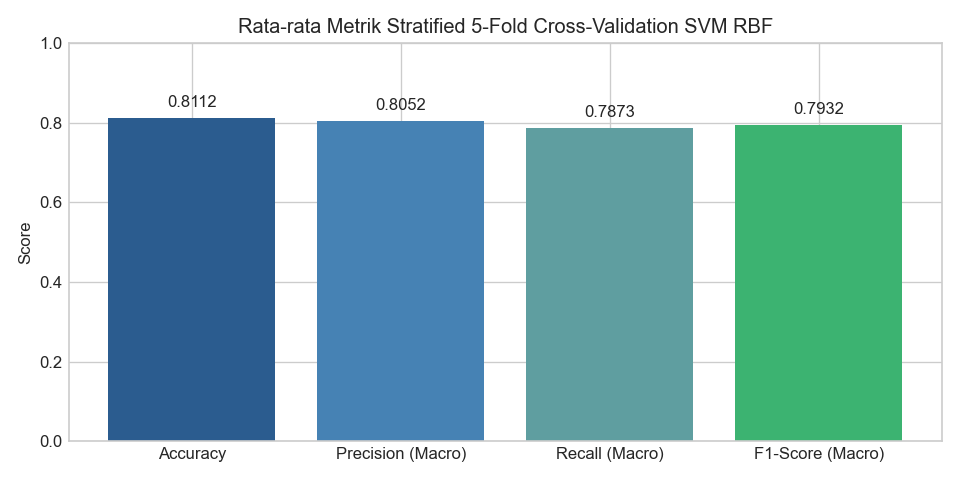 Rata-rata Metrik Stratified 5-Fold Cross-Validation SVM RBF
1.0
0.8
0.6
0.4
0.2
0.0
Score
0.8112
0.8052
0.7873
0.7932
Accuracy
Precision (Macro)
Recall (Macro)
F1-Score (Macro)